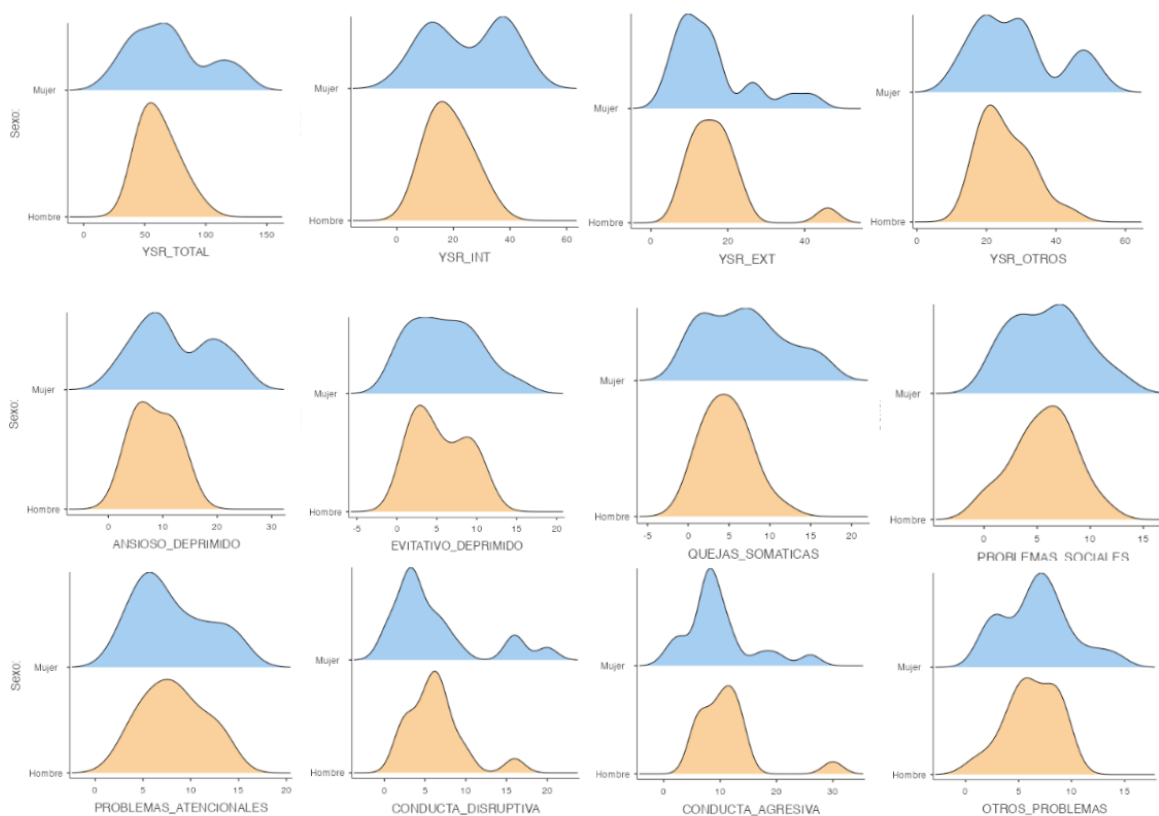 Sexo:
Mujer
Hombre
0 50 100 150
YSR_TOTAL
0 20 40 60
YSR_INT
Mujer
Hombre
0 20 40
YSR_EXT
Mujer
Hombre
0 20 40 60
YSR_OTROS
Sexo:
Mujer
Hombre
0 10 20 30
ANSIOSO_DEPRIMIDO
Mujer
Hombre
-5 0 5 10 15 20
EVITATIVO_DEPRIMIDO
Mujer
Hombre
-5 0 5 10 15 20
QUEJAS_SOMATICAS
Mujer
Hombre
0 5 10 15
PROBLEMAS_SOCIALES
Sexo:
Mujer
Hombre
0 5 10 15 20
PROBLEMAS_ATENCIONALES
Mujer
Hombre
0 5 10 15 20
CONDUCTA_DISRUPTIVA
Mujer
Hombre
0 10 20 30
CONDUCTA_AGRESIVA
Mujer
Hombre
0 5 10 15
OTROS_PROBLEMAS